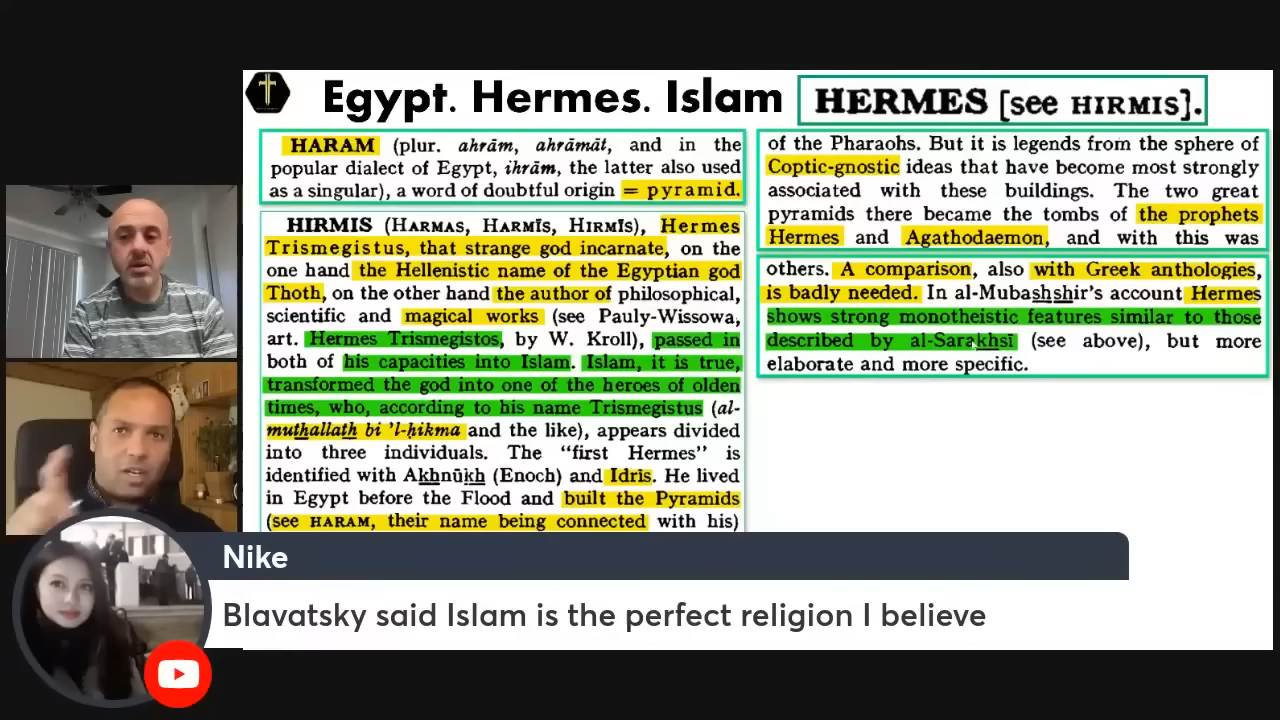 Egypt. Hermes. Islam
HERMES [see HIRMIS].
HARAM (plur. ahrām, ahrāmāt, and in the
popular dialect of Egypt, ihrām, the latter also used
as a singular), a word of doubtful origin = pyramid.
HIRMIS (HARMAS, HARMĪS, HIRMĪS), Hermes
Trismegistus, that strange god incarnate, on the
one hand the Hellenistic name of the Egyptian god
Thoth, on the other hand the author of philosophical,
scientific and magical works (see Pauly-Wissowa,
art. Hermes Trismegistos, by W. Kroll), passed in
both of his capacities into Islam. Islam, it is true,
transformed the god into one of the heroes of olden
times, who, according to his name Trismegistus (al-
muthallath bi 'l-ḥikma and the like), appears divided
into three individuals. The “first Hermes” is
identified with Akhnūkh (Enoch) and Idrīs. He lived
in Egypt before the Flood and built the Pyramids
(see HARAM, their name being connected with his)
of the Pharaohs. But it is legends from the sphere of
Coptic-gnostic ideas that have become most strongly
associated with these buildings. The two great
pyramids there became the tombs of the prophets
Hermes and Agathodaemon, and with this was
others. A comparison, also with Greek anthologies,
is badly needed. In al-Mubashshir's account Hermes
shows strong monotheistic features similar to those
described by al-Sarakhsī (see above), but more
elaborate and more specific.
Nike
Blavatsky said Islam is the perfect religion I believe